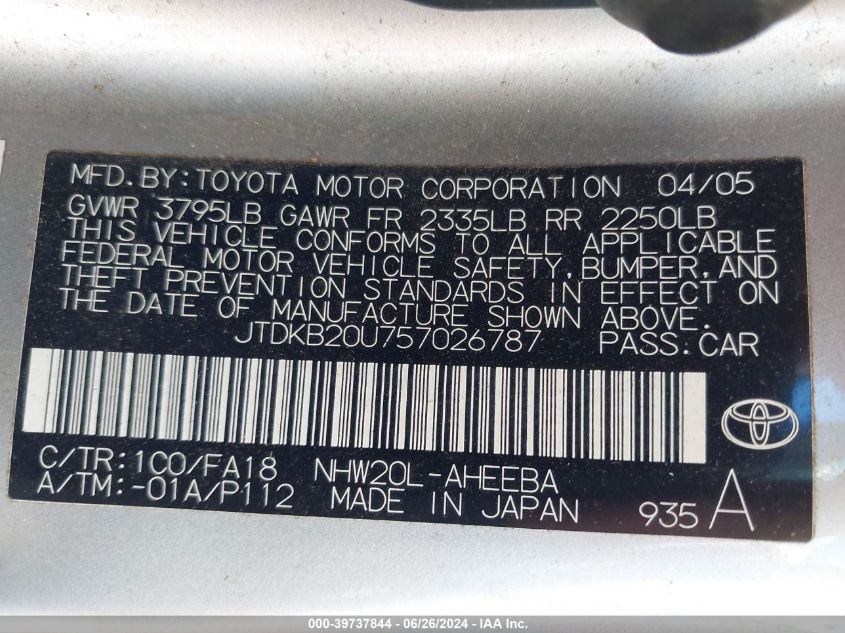 MFD.BY:TOYOTA MOTOR CORPORATION 04/05
GVWR 3795LB GAWR FR 2335LB RR 2250LB
THIS VEHICLE CONFORMS TO ALL APPLICABLE
FEDERAL MOTOR VEHICLE SAFETY,BUMPER,AND
THEFT PREVENTION STANDARDS IN EFFECT ON
THE DATE OF MANUFACTURE SHOWN ABOVE.
JTDKB20U757026787 PASS.CAR
C/TR:1C0/FA18 NHW20L-AHEEBA
A/TM:-01A/P112 MADE IN JAPAN 935 A
000-39737844 | 06/26/2024 | IAA Inc.